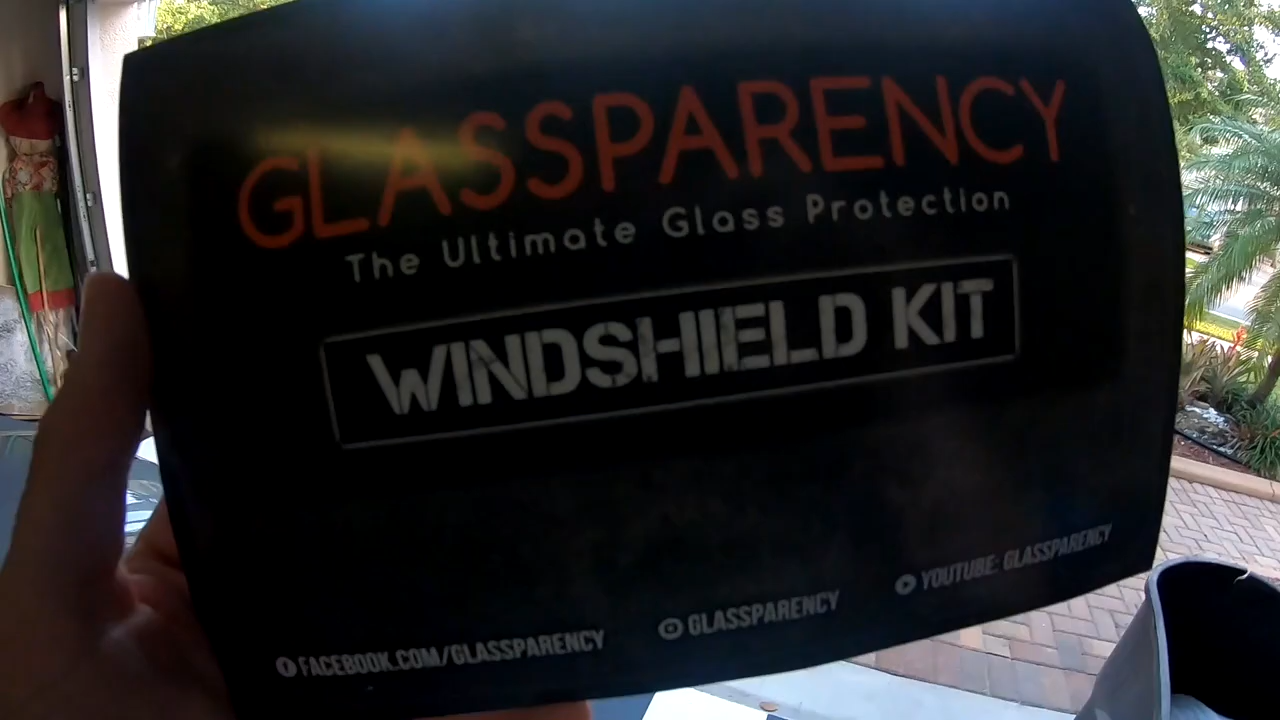 GLASSPARENCY
The Ultimate Glass Protection
WINDSHIELD KIT
FACEBOOK.COM/GLASSPARENCY
GLASSPARENCY
YOUTUBE: GLASSPARENCY